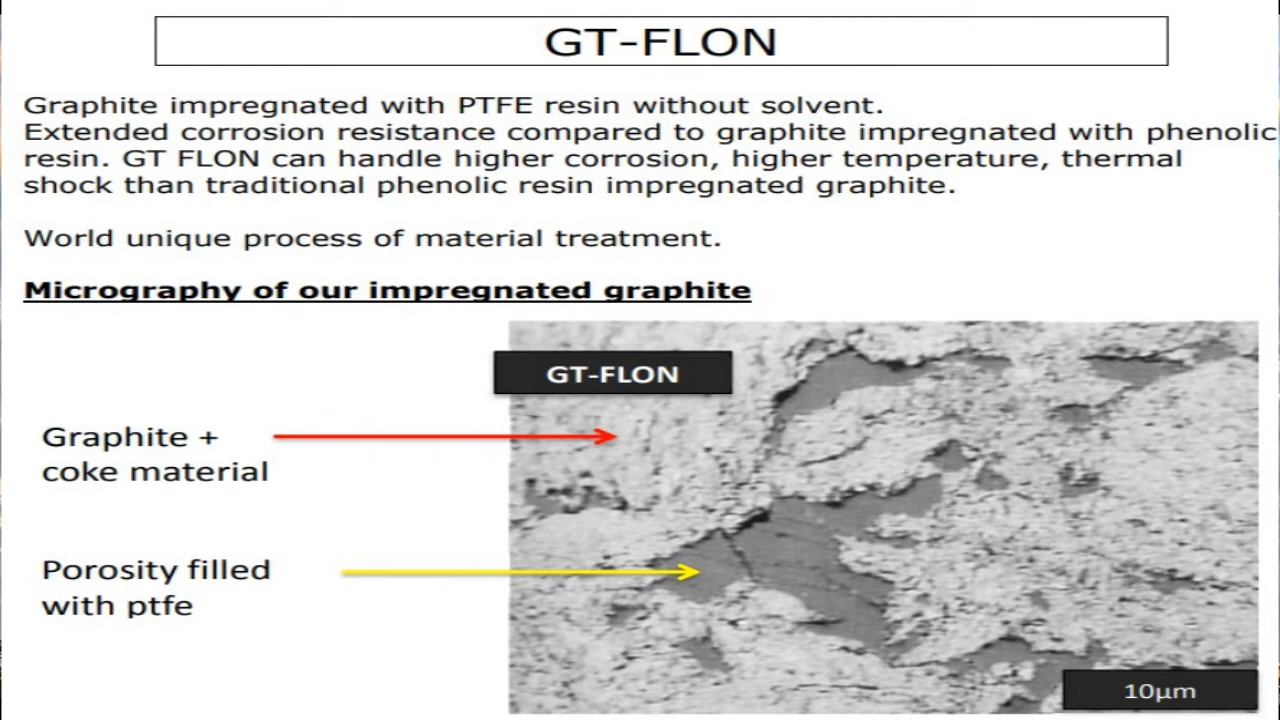 GT-FLON
Graphite impregnated with PTFE resin without solvent.
Extended corrosion resistance compared to graphite impregnated with phenolic
resin. GT FLON can handle higher corrosion, higher temperature, thermal
shock than traditional phenolic resin impregnated graphite.
World unique process of material treatment.
Micrography of our impregnated graphite
GT-FLON
Graphite +
coke material
Porosity filled
with ptfe
10µm